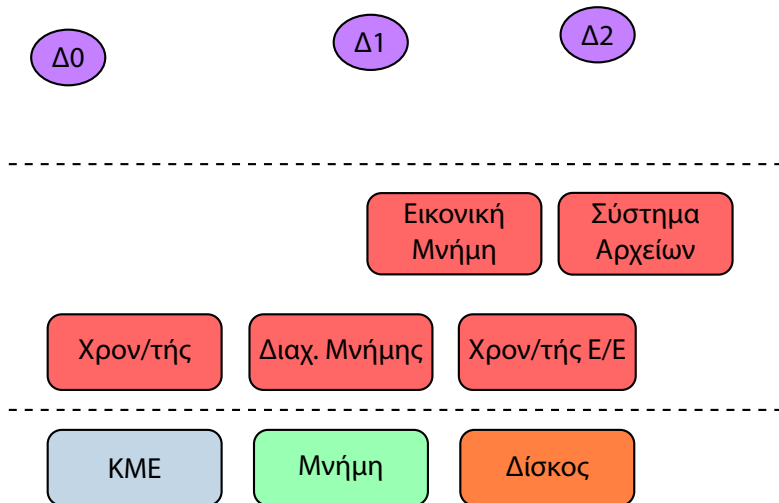 Δ0
Δ1
Δ2
Εικονική
Μνήμη
Σύστημα
Αρχείων
Χρον/τής
Διαχ. Μνήμης
Χρον/τής Ε/Ε
ΚΜΕ
Μνήμη
Δίσκος